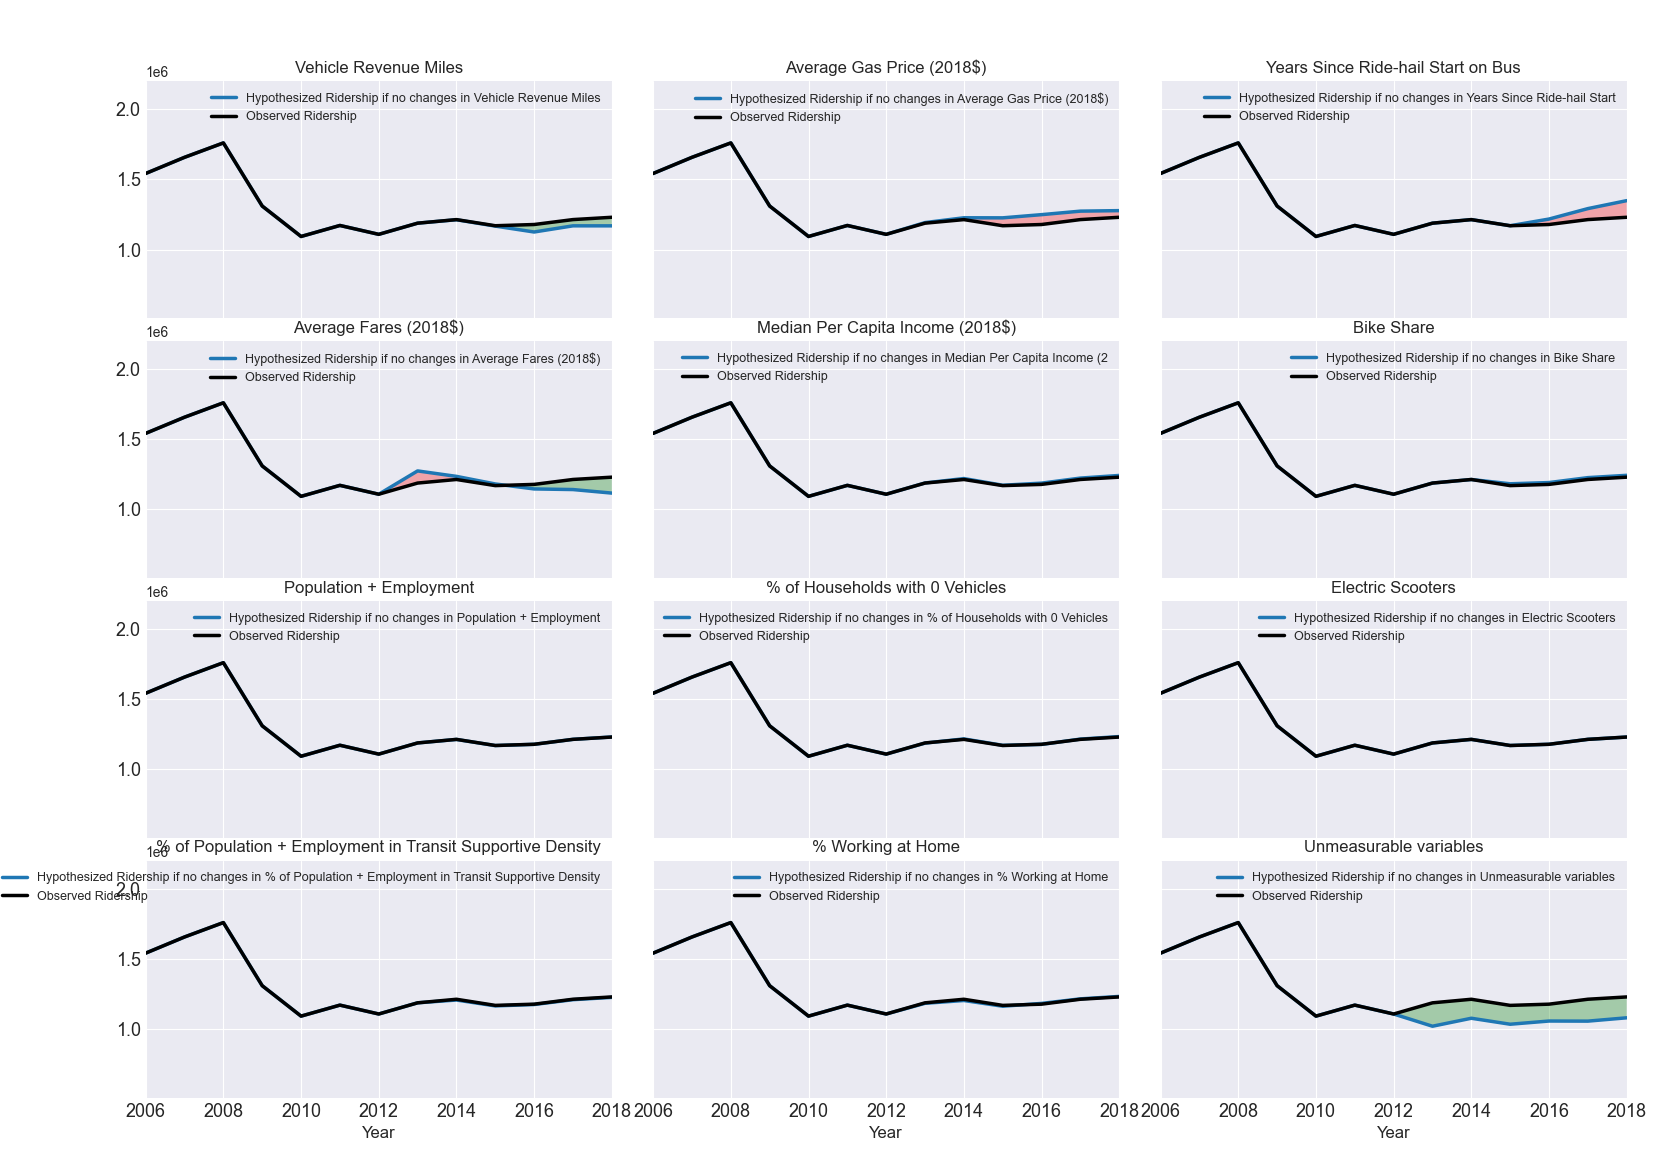 Vehicle Revenue Miles
Average Gas Price (2018$)
Years Since Ride-hail Start on Bus
1e6
Hypothesized Ridership if no changes in Vehicle Revenue Miles
Observed Ridership
Hypothesized Ridership if no changes in Average Gas Price (2018$)
Observed Ridership
Hypothesized Ridership if no changes in Years Since Ride-hail Start
Observed Ridership
2.0
1.5
1.0
Average Fares (2018$)
Median Per Capita Income (2018$)
Bike Share
1e6
Hypothesized Ridership if no changes in Average Fares (2018$)
Observed Ridership
Hypothesized Ridership if no changes in Median Per Capita Income (2
Observed Ridership
Hypothesized Ridership if no changes in Bike Share
Observed Ridership
2.0
1.5
1.0
Population + Employment
% of Households with 0 Vehicles
Electric Scooters
1e6
Hypothesized Ridership if no changes in Population + Employment
Observed Ridership
Hypothesized Ridership if no changes in % of Households with 0 Vehicles
Observed Ridership
Hypothesized Ridership if no changes in Electric Scooters
Observed Ridership
2.0
1.5
1.0
% of Population + Employment in Transit Supportive Density
% Working at Home
Unmeasurable variables
1e6
Hypothesized Ridership if no changes in % of Population + Employment in Transit Supportive Density
Observed Ridership
Hypothesized Ridership if no changes in % Working at Home
Observed Ridership
Hypothesized Ridership if no changes in Unmeasurable variables
Observed Ridership
2.0
1.5
1.0
2006 2008 2010 2012 2014 2016 2018
2006 2008 2010 2012 2014 2016 2018
2006 2008 2010 2012 2014 2016 2018
Year
Year
Year